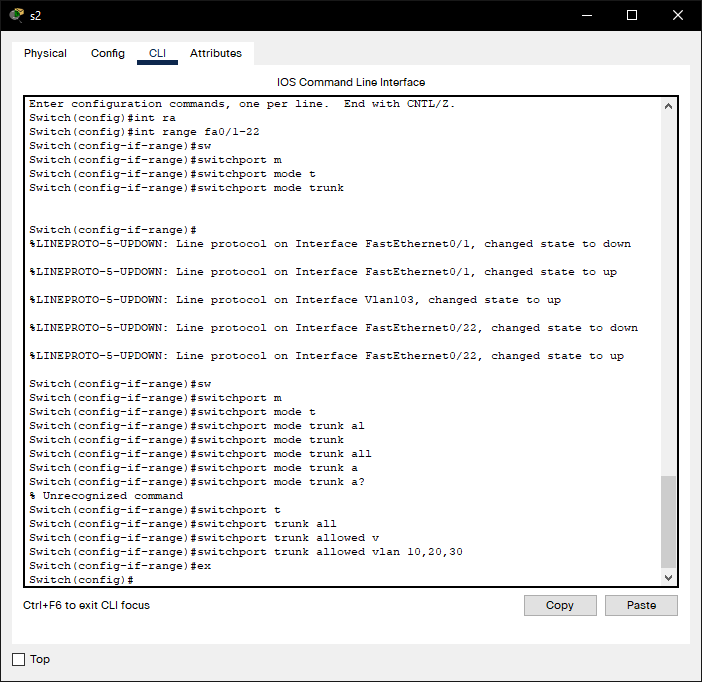 s2
Physical Config CLI Attributes
IOS Command Line Interface
Enter configuration commands, one per line.  End with CNTL/Z.
Switch(config)#int ra
Switch(config)#int range fa0/1-22
Switch(config-if-range)#sw
Switch(config-if-range)#switchport m
Switch(config-if-range)#switchport mode t
Switch(config-if-range)#switchport mode trunk
Switch(config-if-range)#
%LINEPROTO-5-UPDOWN: Line protocol on Interface FastEthernet0/1, changed state to down
%LINEPROTO-5-UPDOWN: Line protocol on Interface FastEthernet0/1, changed state to up
%LINEPROTO-5-UPDOWN: Line protocol on Interface Vlan103, changed state to up
%LINEPROTO-5-UPDOWN: Line protocol on Interface FastEthernet0/22, changed state to down
%LINEPROTO-5-UPDOWN: Line protocol on Interface FastEthernet0/22, changed state to up
Switch(config-if-range)#sw
Switch(config-if-range)#switchport m
Switch(config-if-range)#switchport mode t
Switch(config-if-range)#switchport mode trunk al
Switch(config-if-range)#switchport mode trunk
Switch(config-if-range)#switchport mode trunk all
Switch(config-if-range)#switchport mode trunk a
Switch(config-if-range)#switchport mode trunk a?
% Unrecognized command
Switch(config-if-range)#switchport t
Switch(config-if-range)#switchport trunk all
Switch(config-if-range)#switchport trunk allowed v
Switch(config-if-range)#switchport trunk allowed vlan 10,20,30
Switch(config-if-range)#ex
Switch(config)#
Ctrl+F6 to exit CLI focus
Copy Paste
Top